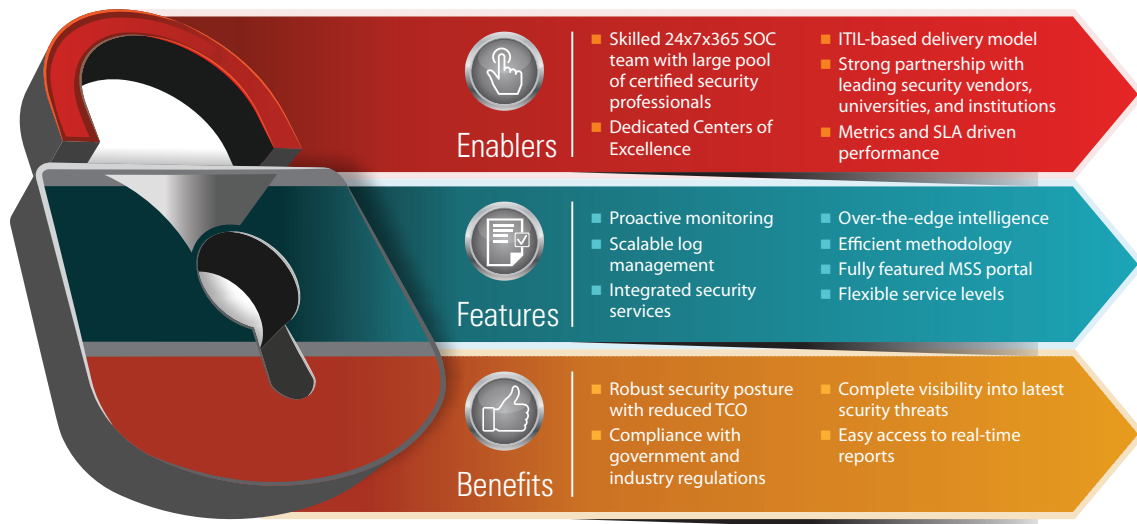 Enablers
Skilled 24x7x365 SOC
team with large pool
of certified security
professionals
Dedicated Centers of
Excellence
ITIL-based delivery model
Strong partnership with
leading security vendors,
universities, and institutions
Metrics and SLA driven
performance
Features
Proactive monitoring
Scalable log
management
Integrated security
services
Over-the-edge intelligence
Efficient methodology
Fully featured MSS portal
Flexible service levels
Benefits
Robust security posture
with reduced TCO
Compliance with
government and
industry regulations
Complete visibility into latest
scurity threats
Easy access to real-time
reports